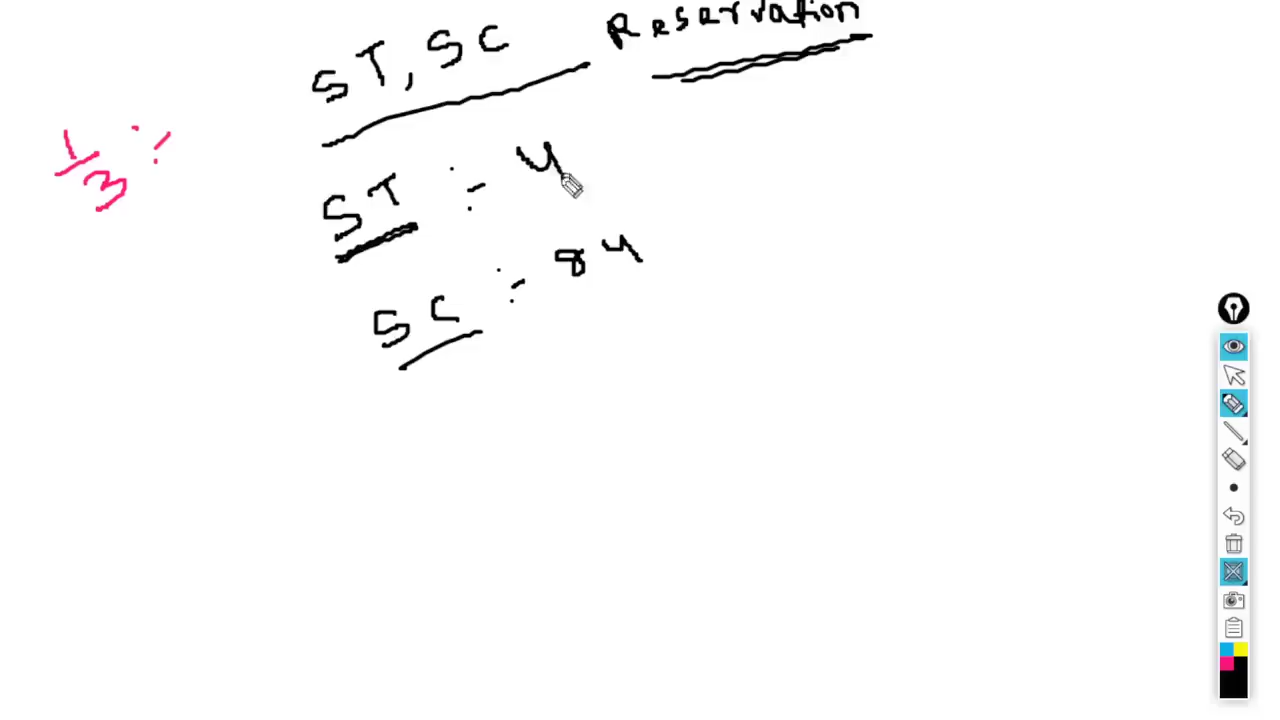 ST, SC Reservation
1/3 :-
ST :- 4
SC :- 84